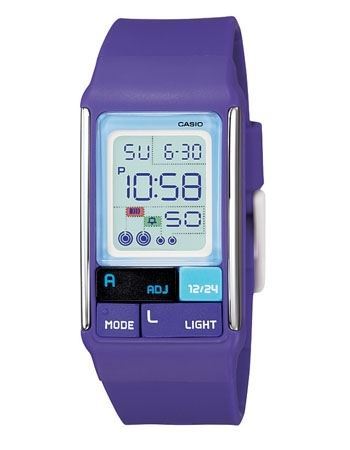 CASIO
SU 6-30
P
10:58
50
A ADJ 12/24
MODE L LIGHT